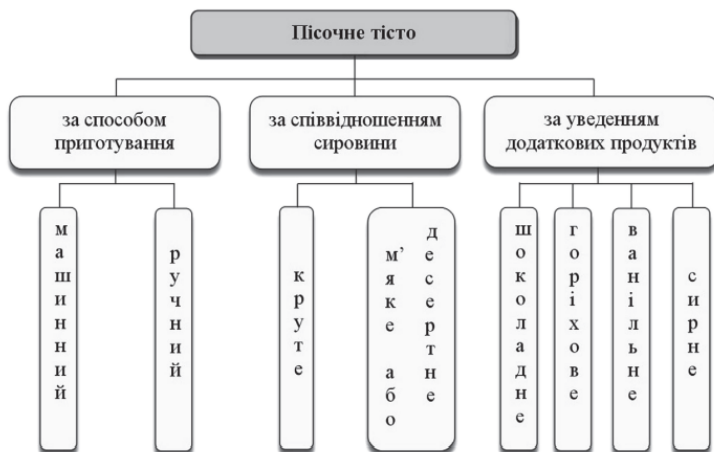 Пісочне тісто
за способом
приготування
за співвідношенням
сировини
за уведенням
додаткових продуктів
машинний
ручний
круте
м’яке або
десертне
шоколадне
горіхове
ванільне
сирне